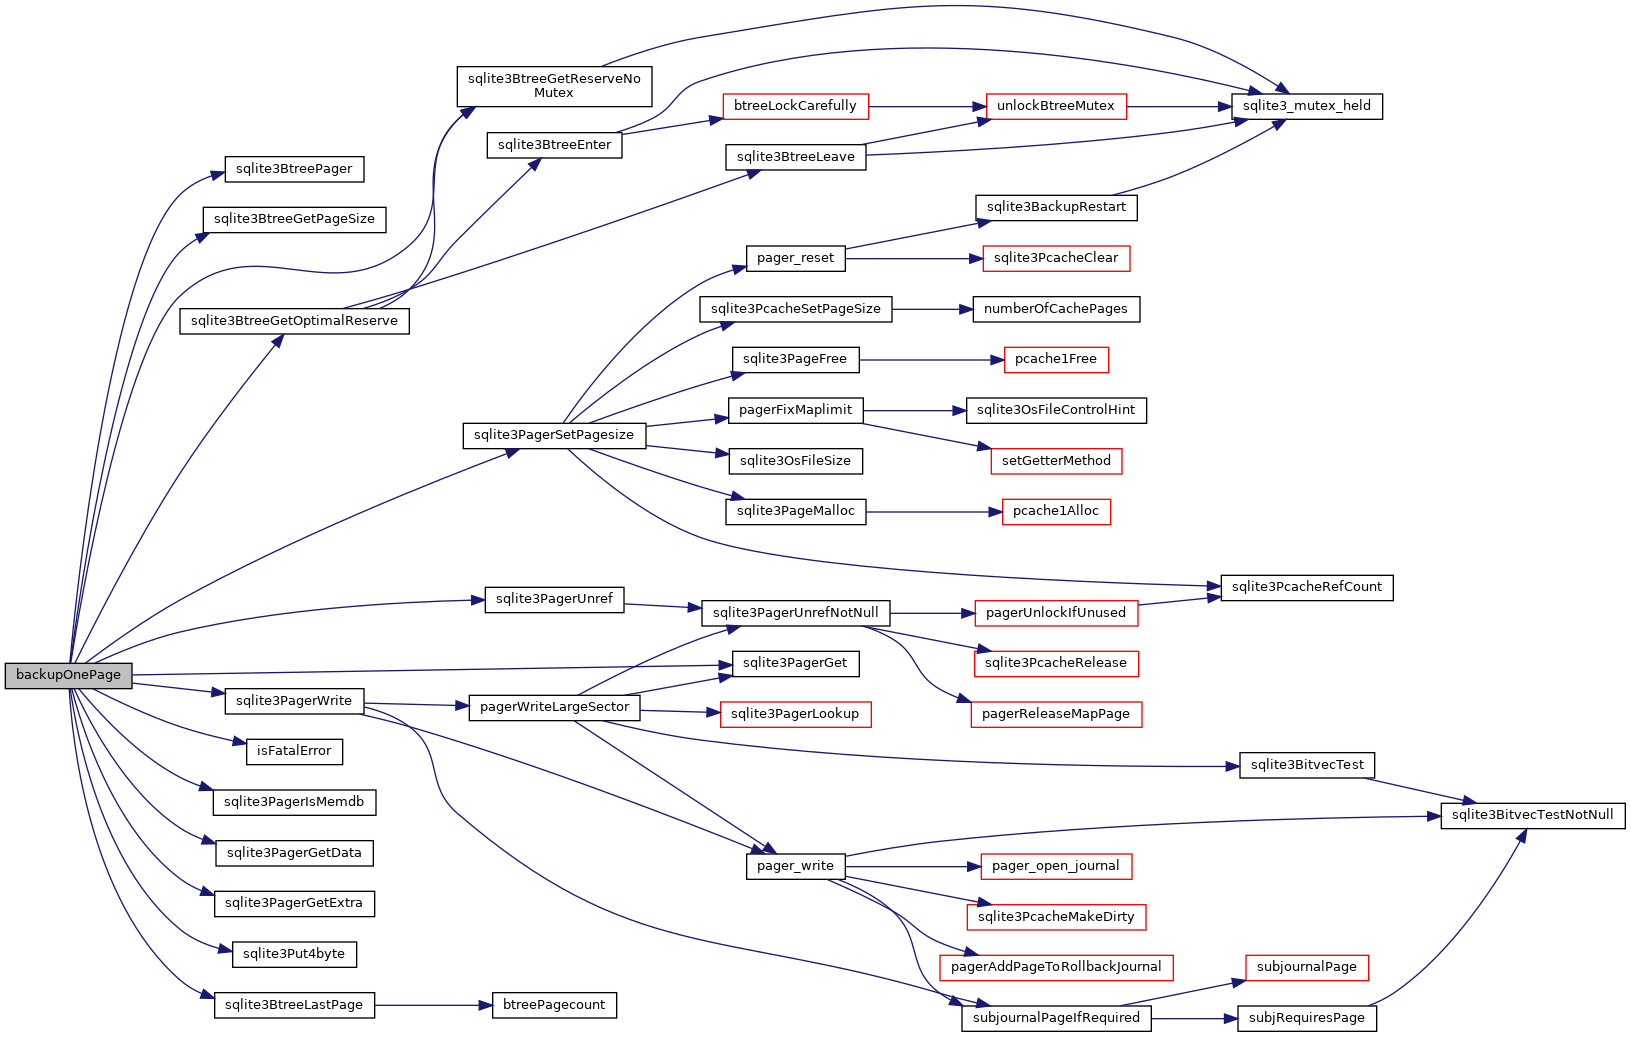 backupOnePage
sqlite3BtreePager
sqlite3BtreeGetPageSize
sqlite3BtreeGetReserveNo
Mutex
sqlite3BtreeGetOptimalReserve
sqlite3BtreeEnter
btreeLockCarefully
unlockBtreeMutex
sqlite3_mutex_held
sqlite3BtreeLeave
sqlite3BackupRestart
sqlite3PagerSetPagesize
pager_reset
sqlite3PcacheClear
sqlite3PcacheSetPageSize
numberOfCachePages
sqlite3PageFree
pcache1Free
pagerFixMaplimit
sqlite3OsFileControlHint
setGetterMethod
sqlite3OsFileSize
sqlite3PageMalloc
pcache1Alloc
sqlite3PcacheRefCount
sqlite3PagerUnref
sqlite3PagerUnrefNotNull
pagerUnlockIfUnused
sqlite3PcacheRelease
pagerReleaseMapPage
sqlite3PagerGet
sqlite3PagerWrite
pagerWriteLargeSector
sqlite3PagerLookup
sqlite3BitvecTest
sqlite3BitvecTestNotNull
pager_write
pager_open_journal
sqlite3PcacheMakeDirty
pagerAddPageToRollbackJournal
subjournalPageIfRequired
subjournalPage
subjRequiresPage
isFatalError
sqlite3PagerIsMemdb
sqlite3PagerGetData
sqlite3PagerGetExtra
sqlite3Put4byte
sqlite3BtreeLastPage
btreePagecount